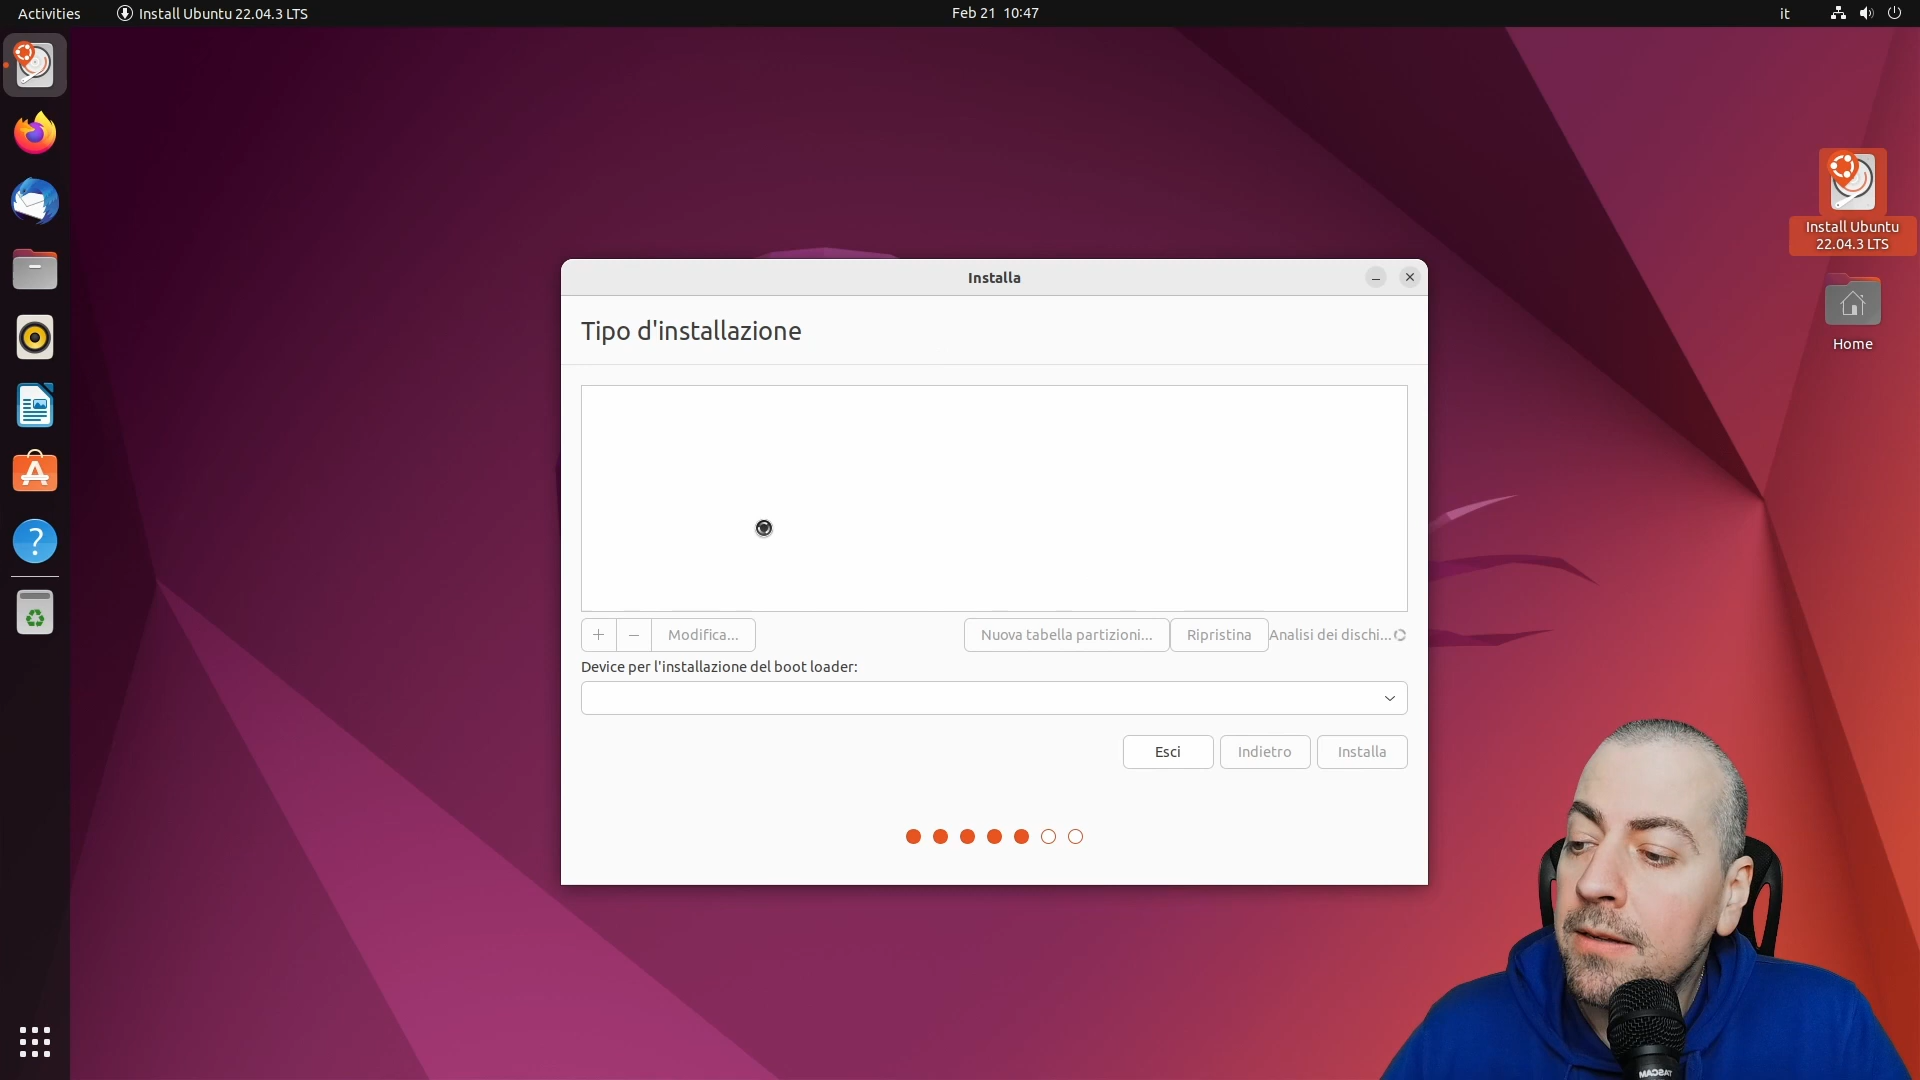 Activities
Install Ubuntu 22.04.3 LTS
Feb 21 10:47
it
Install Ubuntu
22.04.3 LTS
Home
Installa
Tipo d'installazione
+
−
Modifica...
Nuova tabella partizioni...
Ripristina
Analisi dei dischi...
Device per l'installazione del boot loader:
Esci
Indietro
Installa
TASCAM